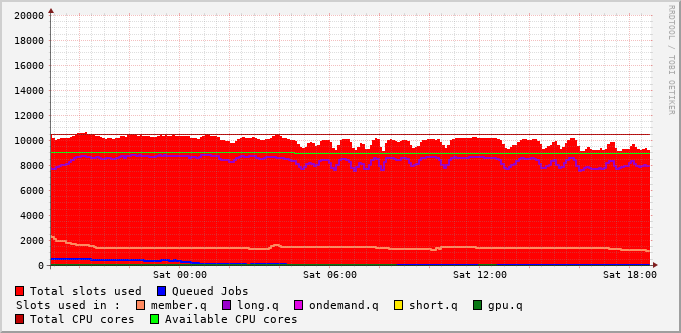 20000
18000
16000
14000
12000
10000
8000
6000
4000
2000
0
Sat 00:00 Sat 06:00 Sat 12:00 Sat 18:00
Total slots used Queued Jobs
Slots used in : member.q long.q ondemand.q short.q gpu.q
Total CPU cores Available CPU cores
RRDTOOL / TOBI OETIKER